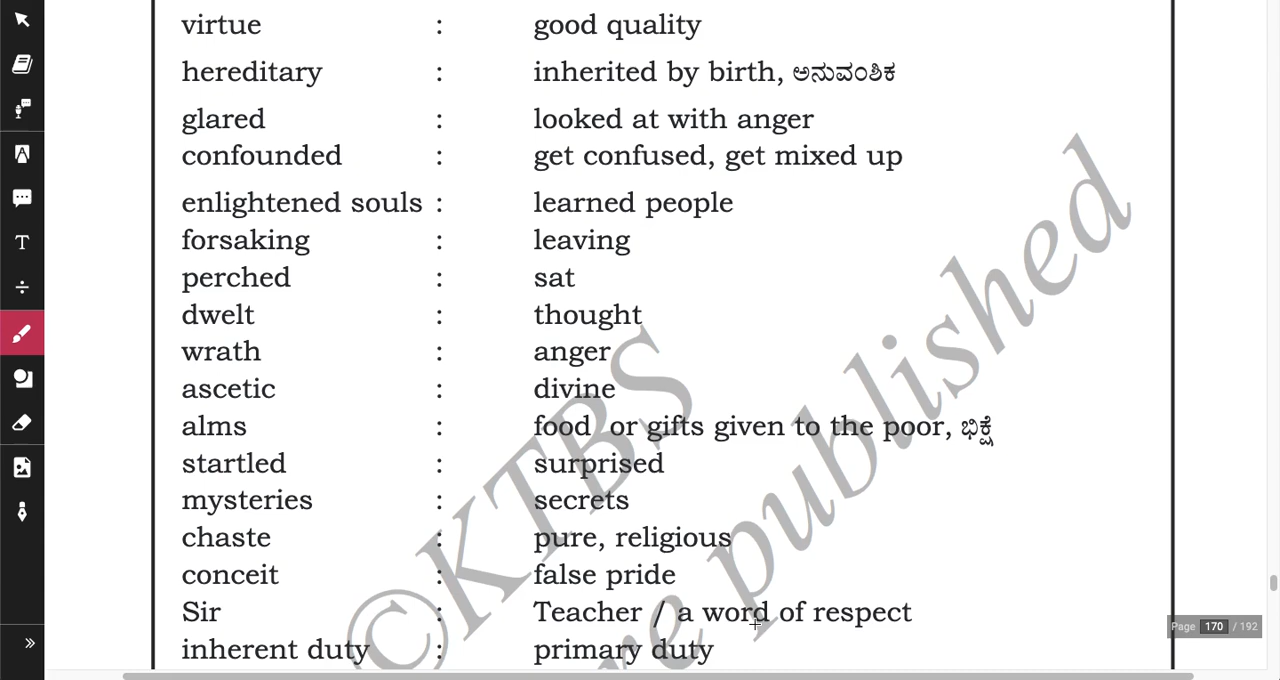 virtue : good quality
hereditary : inherited by birth, ಅನುವಂಶಿಕ
glared : looked at with anger
confounded : get confused, get mixed up
enlightened souls : learned people
forsaking : leaving
perched : sat
dwelt : thought
wrath : anger
ascetic : divine
alms : food or gifts given to the poor, ಭಿಕ್ಷೆ
startled : surprised
mysteries : secrets
chaste : pure, religious
conceit : false pride
Sir : Teacher / a word of respect
inherent duty : primary duty
©KTBS
re published
Page 170 / 192